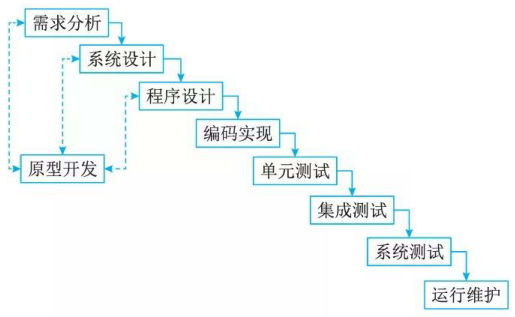 需求分析
系统设计
程序设计
编码实现
原型开发
单元测试
集成测试
系统测试
运行维护